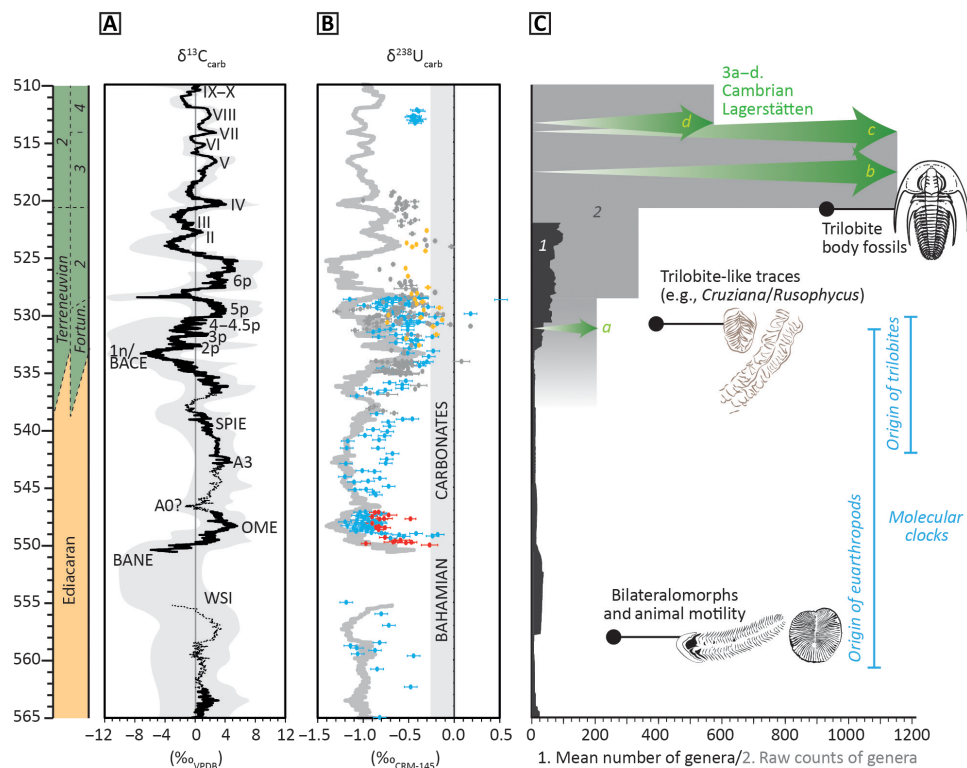 A
B
C
δ¹³Ccarb
δ²³⁸Ucarb
510
515
520
525
530
535
540
545
550
555
560
565
2
4
3
Terreneuvian
2
Fortun.
Ediacaran
IX–X
VIII
VII
VI
V
IV
III
II
6p
5p
4–4.5p
3p
2p
1n/
BACE
SPIE
A3
A0?
OME
BANE
WSI
−12
−8
−4
0
4
8
12
(‰VPDB)
BAHAMIAN CARBONATES
−1.5
−1.0
−0.5
0.0
0.5
(‰CRM-145)
3a–d.
Cambrian
Lagerstätten
d
c
b
a
1
2
Trilobite
body fossils
Trilobite-like traces
(e.g., Cruziana/Rusophycus)
Origin of trilobites
Origin of euarthropods
Molecular
clocks
Bilateralomorphs
and animal motility
0
200
400
600
800
1000
1200
1. Mean number of genera/2. Raw counts of genera